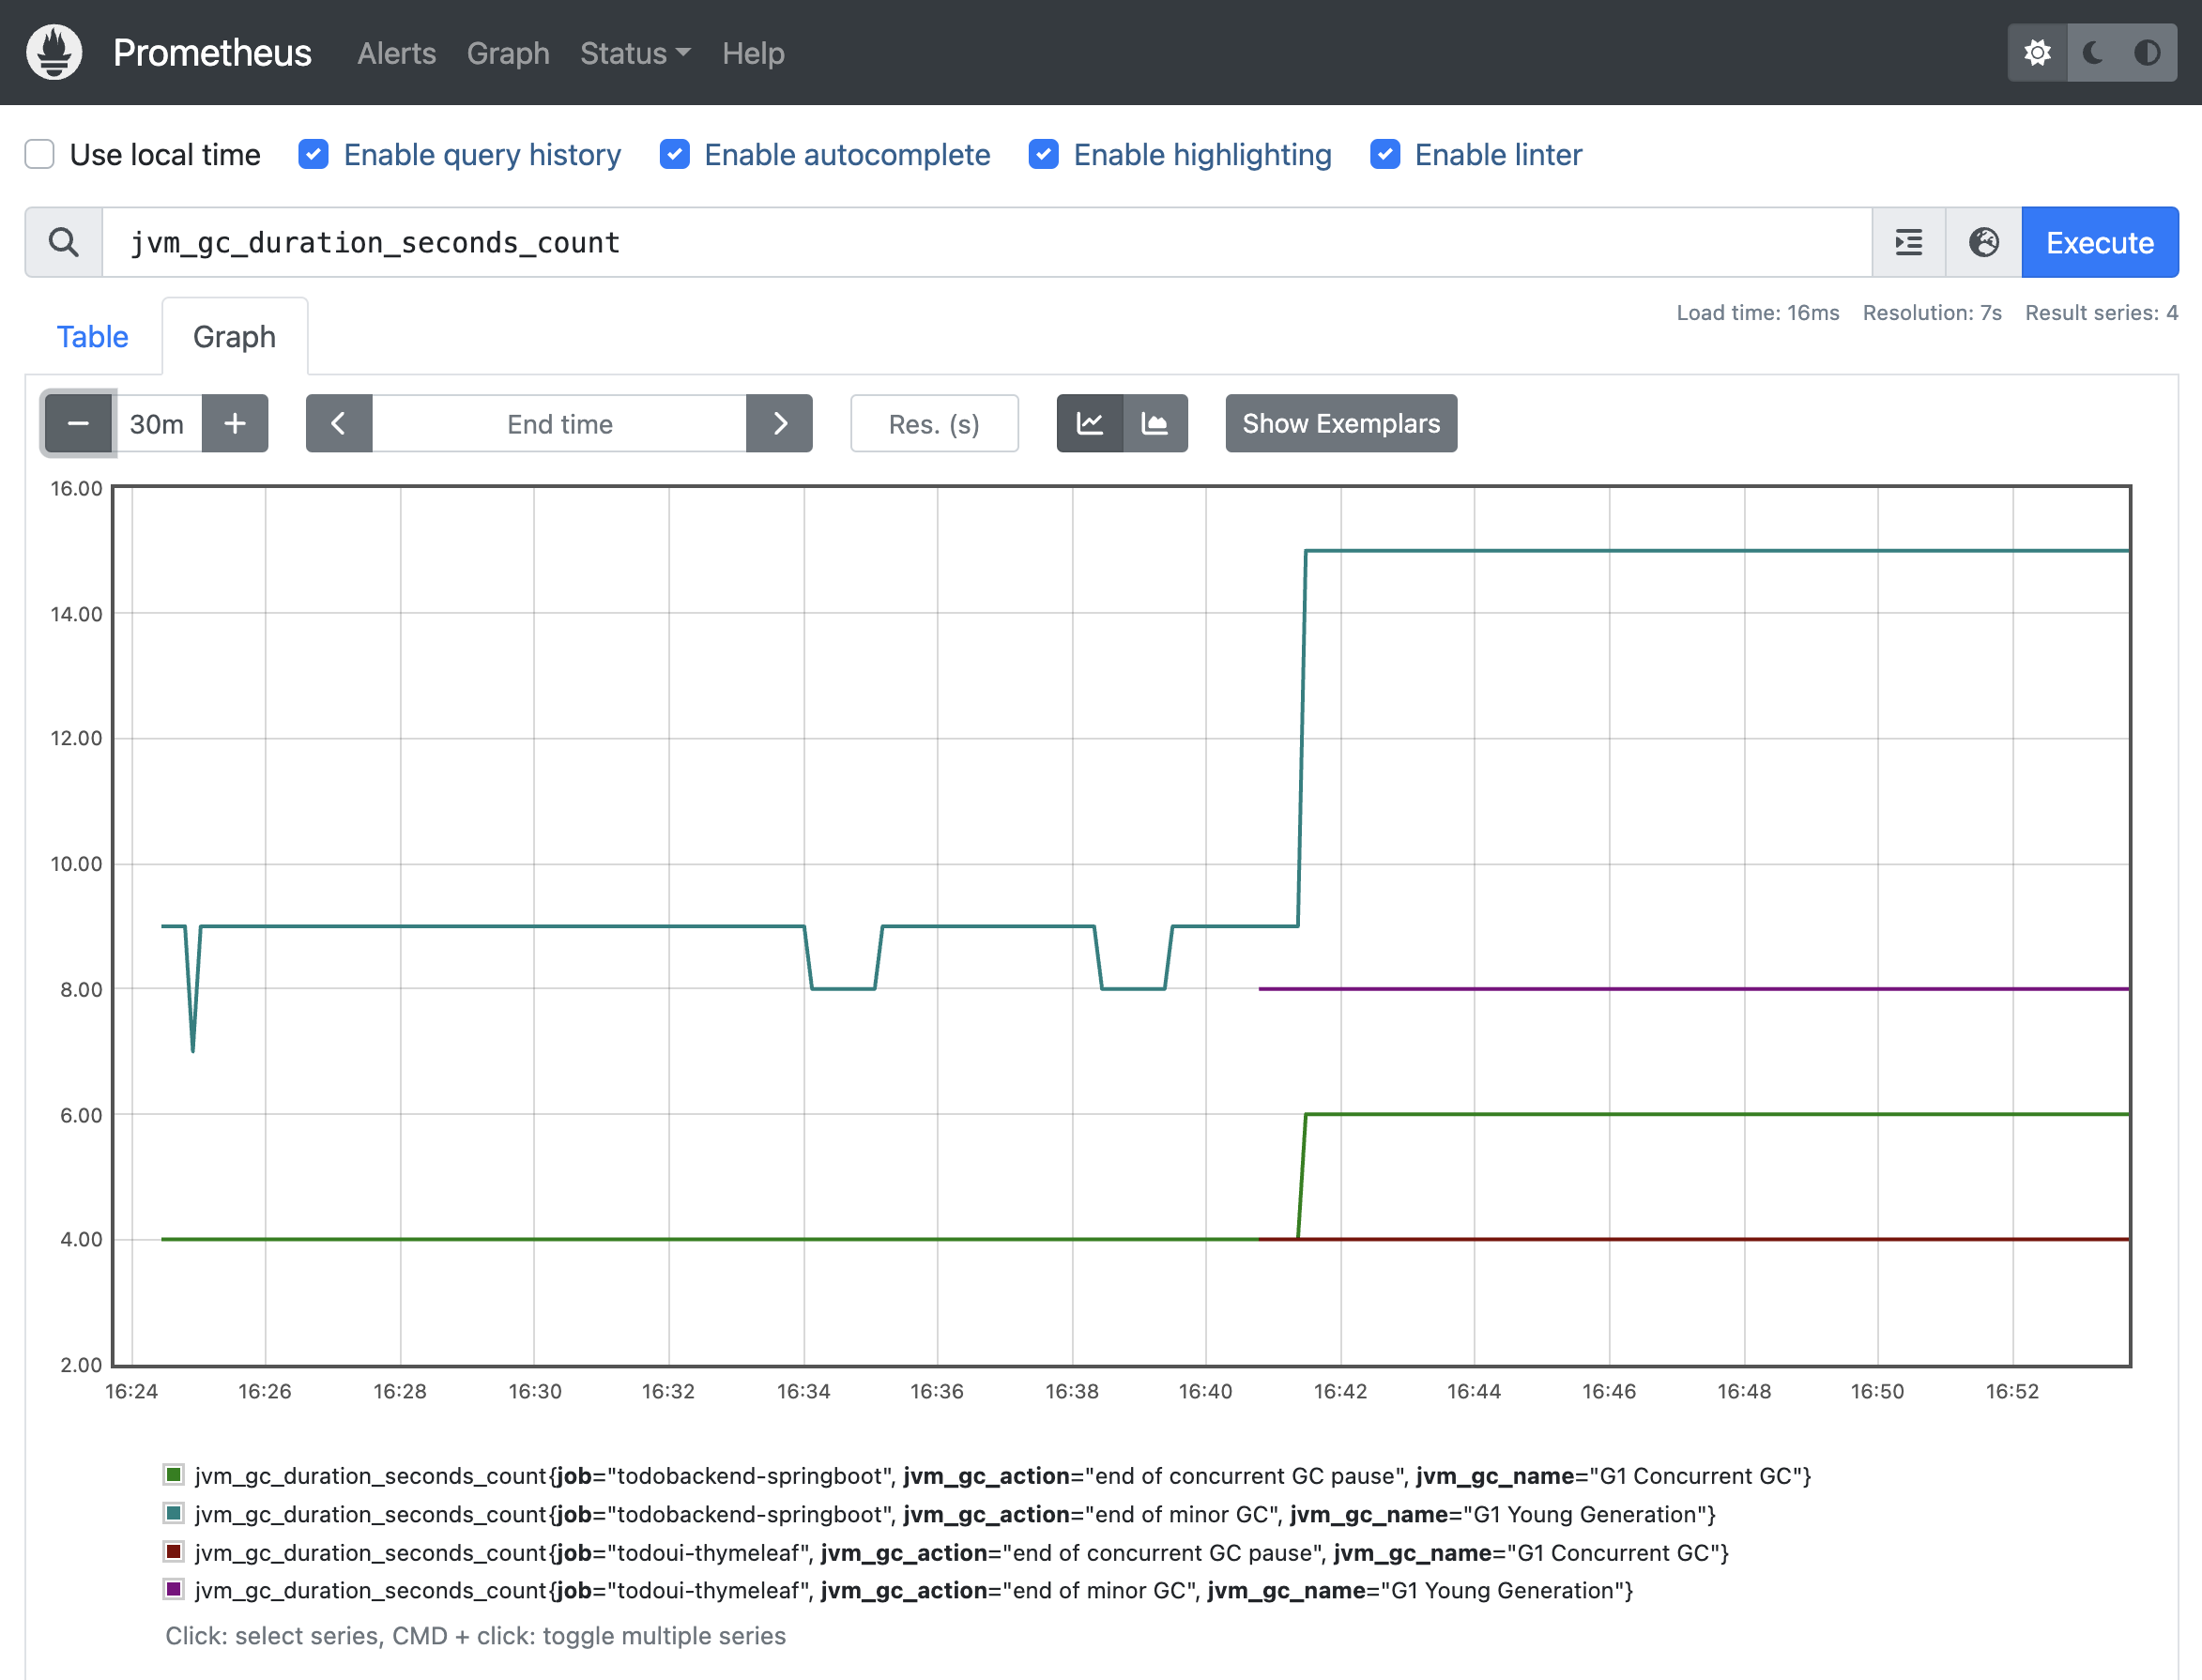 Prometheus Alerts Graph Status Help
Use local time Enable query history Enable autocomplete Enable highlighting Enable linter
jvm_gc_duration_seconds_count Execute
Load time: 16ms Resolution: 7s Result series: 4
Table Graph
30m End time Res. (s) Show Exemplars
16.00
14.00
12.00
10.00
8.00
6.00
4.00
2.00
16:24 16:26 16:28 16:30 16:32 16:34 16:36 16:38 16:40 16:42 16:44 16:46 16:48 16:50 16:52
jvm_gc_duration_seconds_count{job="todobackend-springboot", jvm_gc_action="end of concurrent GC pause", jvm_gc_name="G1 Concurrent GC"}
jvm_gc_duration_seconds_count{job="todobackend-springboot", jvm_gc_action="end of minor GC", jvm_gc_name="G1 Young Generation"}
jvm_gc_duration_seconds_count{job="todoui-thymeleaf", jvm_gc_action="end of concurrent GC pause", jvm_gc_name="G1 Concurrent GC"}
jvm_gc_duration_seconds_count{job="todoui-thymeleaf", jvm_gc_action="end of minor GC", jvm_gc_name="G1 Young Generation"}
Click: select series, CMD + click: toggle multiple series